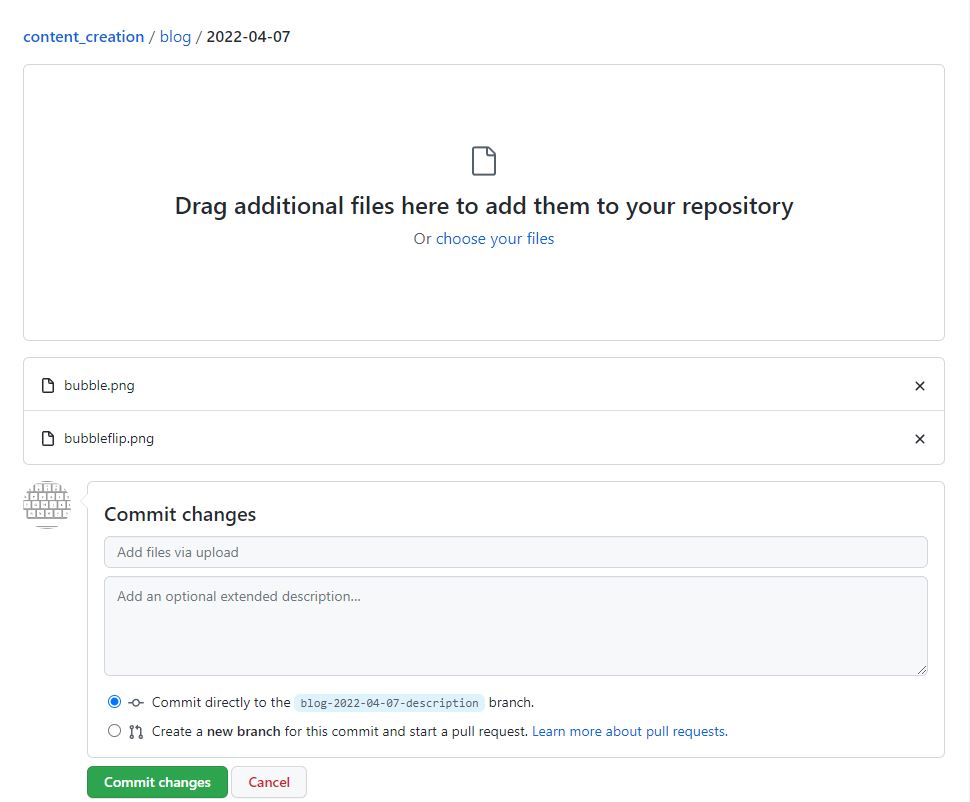 content_creation / blog / 2022-04-07
Drag additional files here to add them to your repository
Or choose your files
bubble.png
bubbleflip.png
Commit changes
Add files via upload
Add an optional extended description...
Commit directly to the blog-2022-04-07-description branch.
Create a new branch for this commit and start a pull request. Learn more about pull requests.
Commit changes Cancel